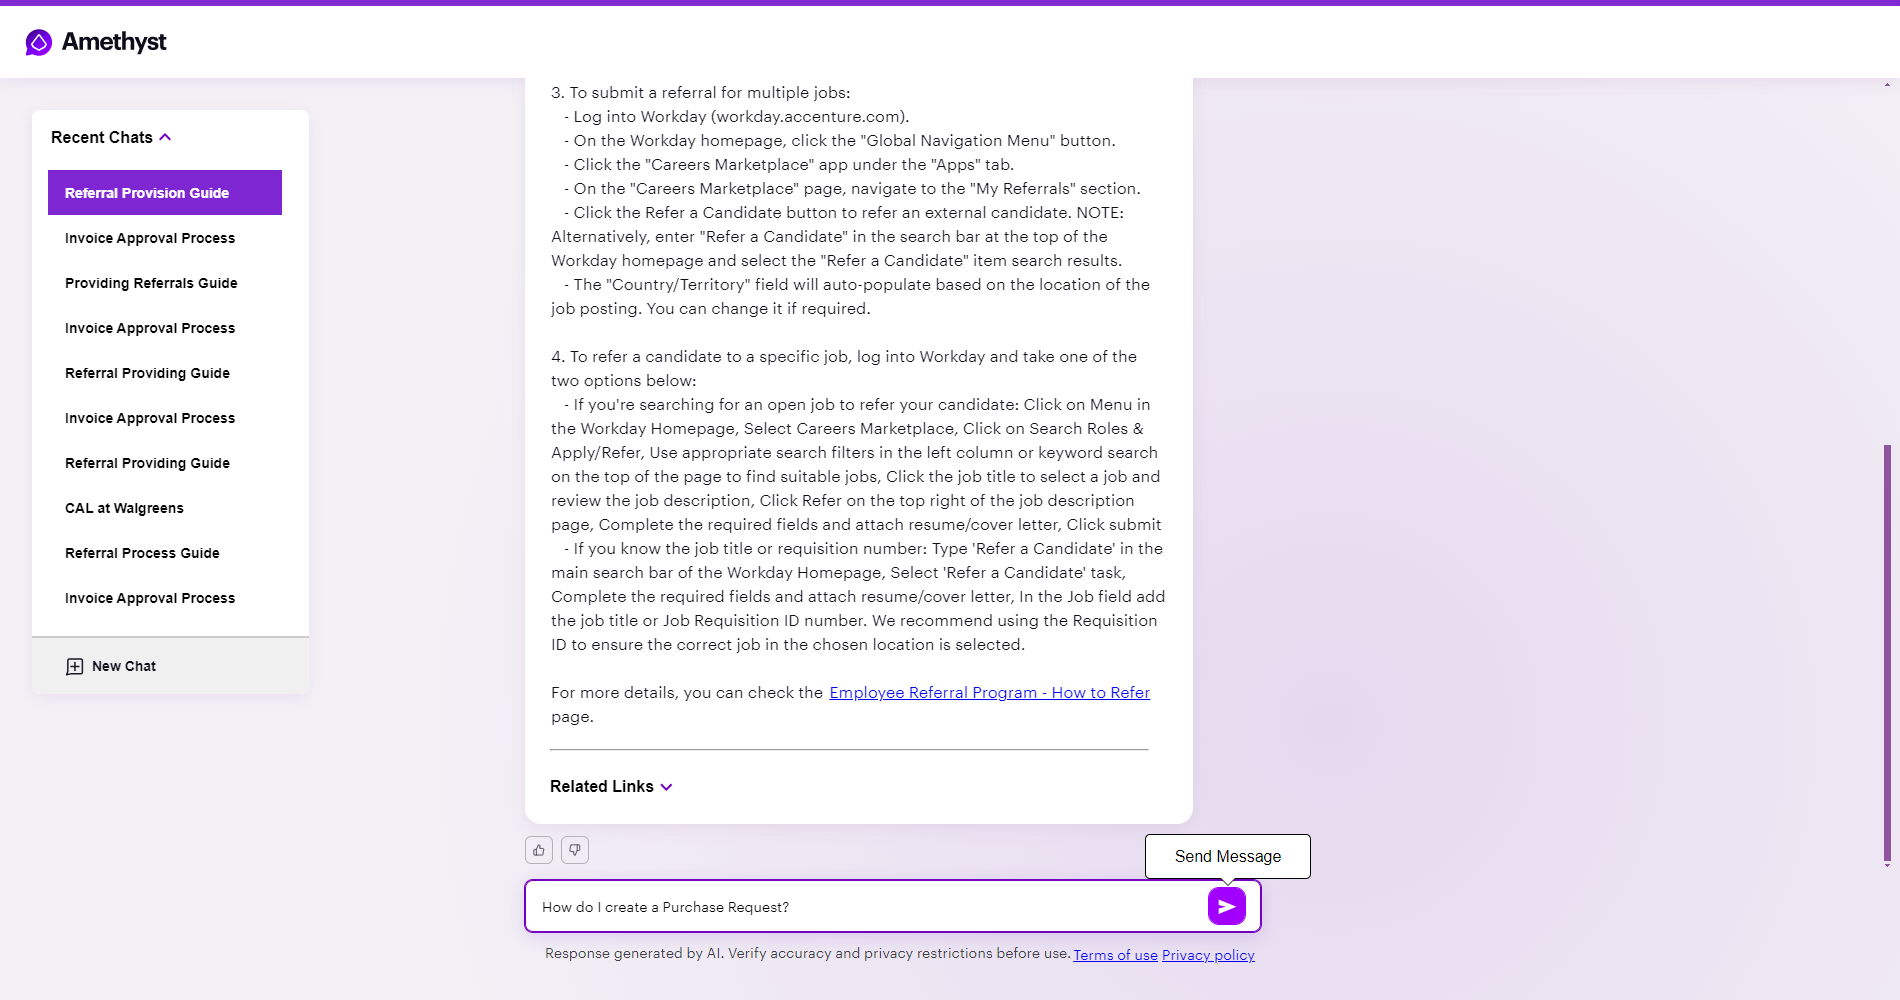 Amethyst
Recent Chats
Referral Provision Guide
Invoice Approval Process
Providing Referrals Guide
Invoice Approval Process
Referral Providing Guide
Invoice Approval Process
Referral Providing Guide
CAL at Walgreens
Referral Process Guide
Invoice Approval Process
New Chat
3. To submit a referral for multiple jobs:
- Log into Workday (workday.accenture.com).
- On the Workday homepage, click the "Global Navigation Menu" button.
- Click the "Careers Marketplace" app under the "Apps" tab.
- On the "Careers Marketplace" page, navigate to the "My Referrals" section.
- Click the Refer a Candidate button to refer an external candidate. NOTE:
Alternatively, enter "Refer a Candidate" in the search bar at the top of the
Workday homepage and select the "Refer a Candidate" item search results.
- The "Country/Territory" field will auto-populate based on the location of the
job posting. You can change it if required.
4. To refer a candidate to a specific job, log into Workday and take one of the
two options below:
- If you're searching for an open job to refer your candidate: Click on Menu in
the Workday Homepage, Select Careers Marketplace, Click on Search Roles &
Apply/Refer, Use appropriate search filters in the left column or keyword search
on the top of the page to find suitable jobs, Click the job title to select a job and
review the job description, Click Refer on the top right of the job description
page, Complete the required fields and attach resume/cover letter, Click submit
- If you know the job title or requisition number: Type 'Refer a Candidate' in the
main search bar of the Workday Homepage, Select 'Refer a Candidate' task,
Complete the required fields and attach resume/cover letter, In the Job field add
the job title or Job Requisition ID number. We recommend using the Requisition
ID to ensure the correct job in the chosen location is selected.
For more details, you can check the Employee Referral Program - How to Refer
page.
Related Links
Send Message
How do I create a Purchase Request?
Response generated by AI. Verify accuracy and privacy restrictions before use. Terms of use Privacy policy